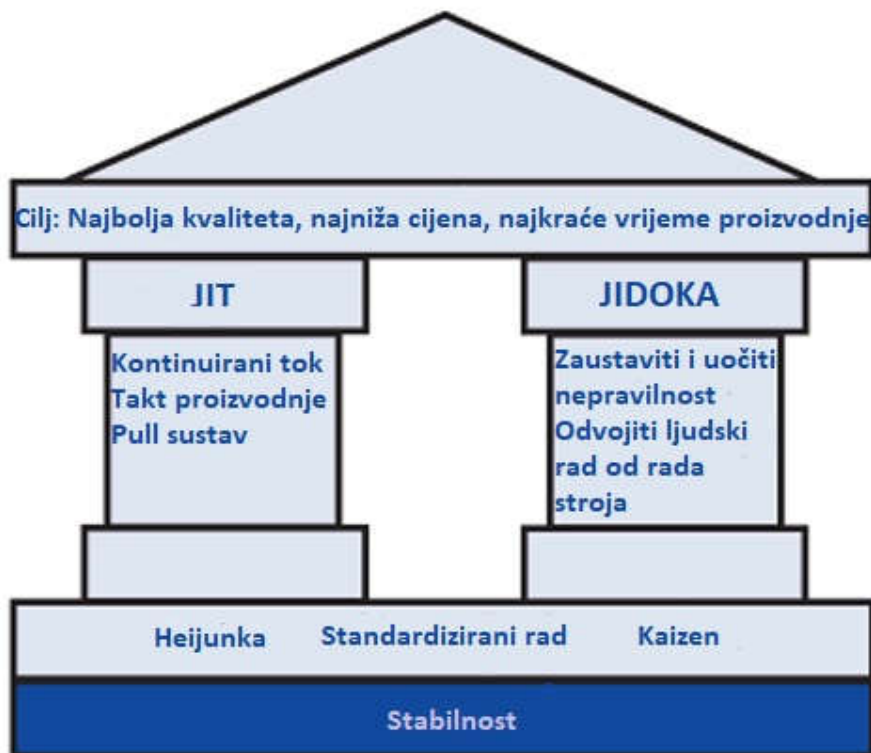 Cilj: Najbolja kvaliteta, najniža cijena, najkraće vrijeme proizvodnje
JIT
Kontinuirani tok
Takt proizvodnje
Pull sustav
JIDOKA
Zaustaviti i uočiti
nepravilnost
Odvojiti ljudski
rad od rada
stroja
Heijunka Standardizirani rad Kaizen
Stabilnost